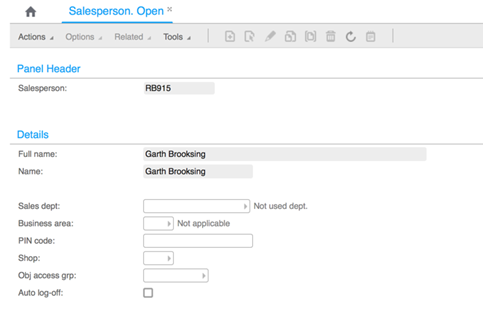 Salesperson. Open ×
Actions Options Related Tools
Panel Header
Salesperson: RB915
Details
Full name: Garth Brooksing
Name: Garth Brooksing
Sales dept: Not used dept.
Business area: Not applicable
PIN code:
Shop:
Obj access grp:
Auto log-off: